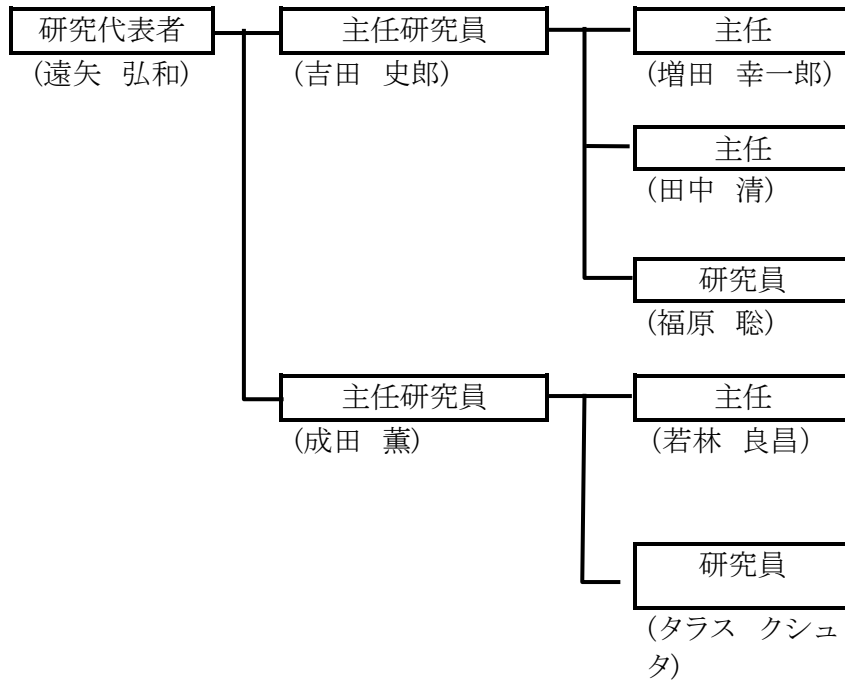 研究代表者
(遠矢 弘和)
主任研究員
(吉田 史郎)
主任
(増田 幸一郎)
主任
(田中 清)
研究員
(福原 聡)
主任研究員
(成田 薫)
主任
(若林 良昌)
研究員
(タラス クシュ
タ)